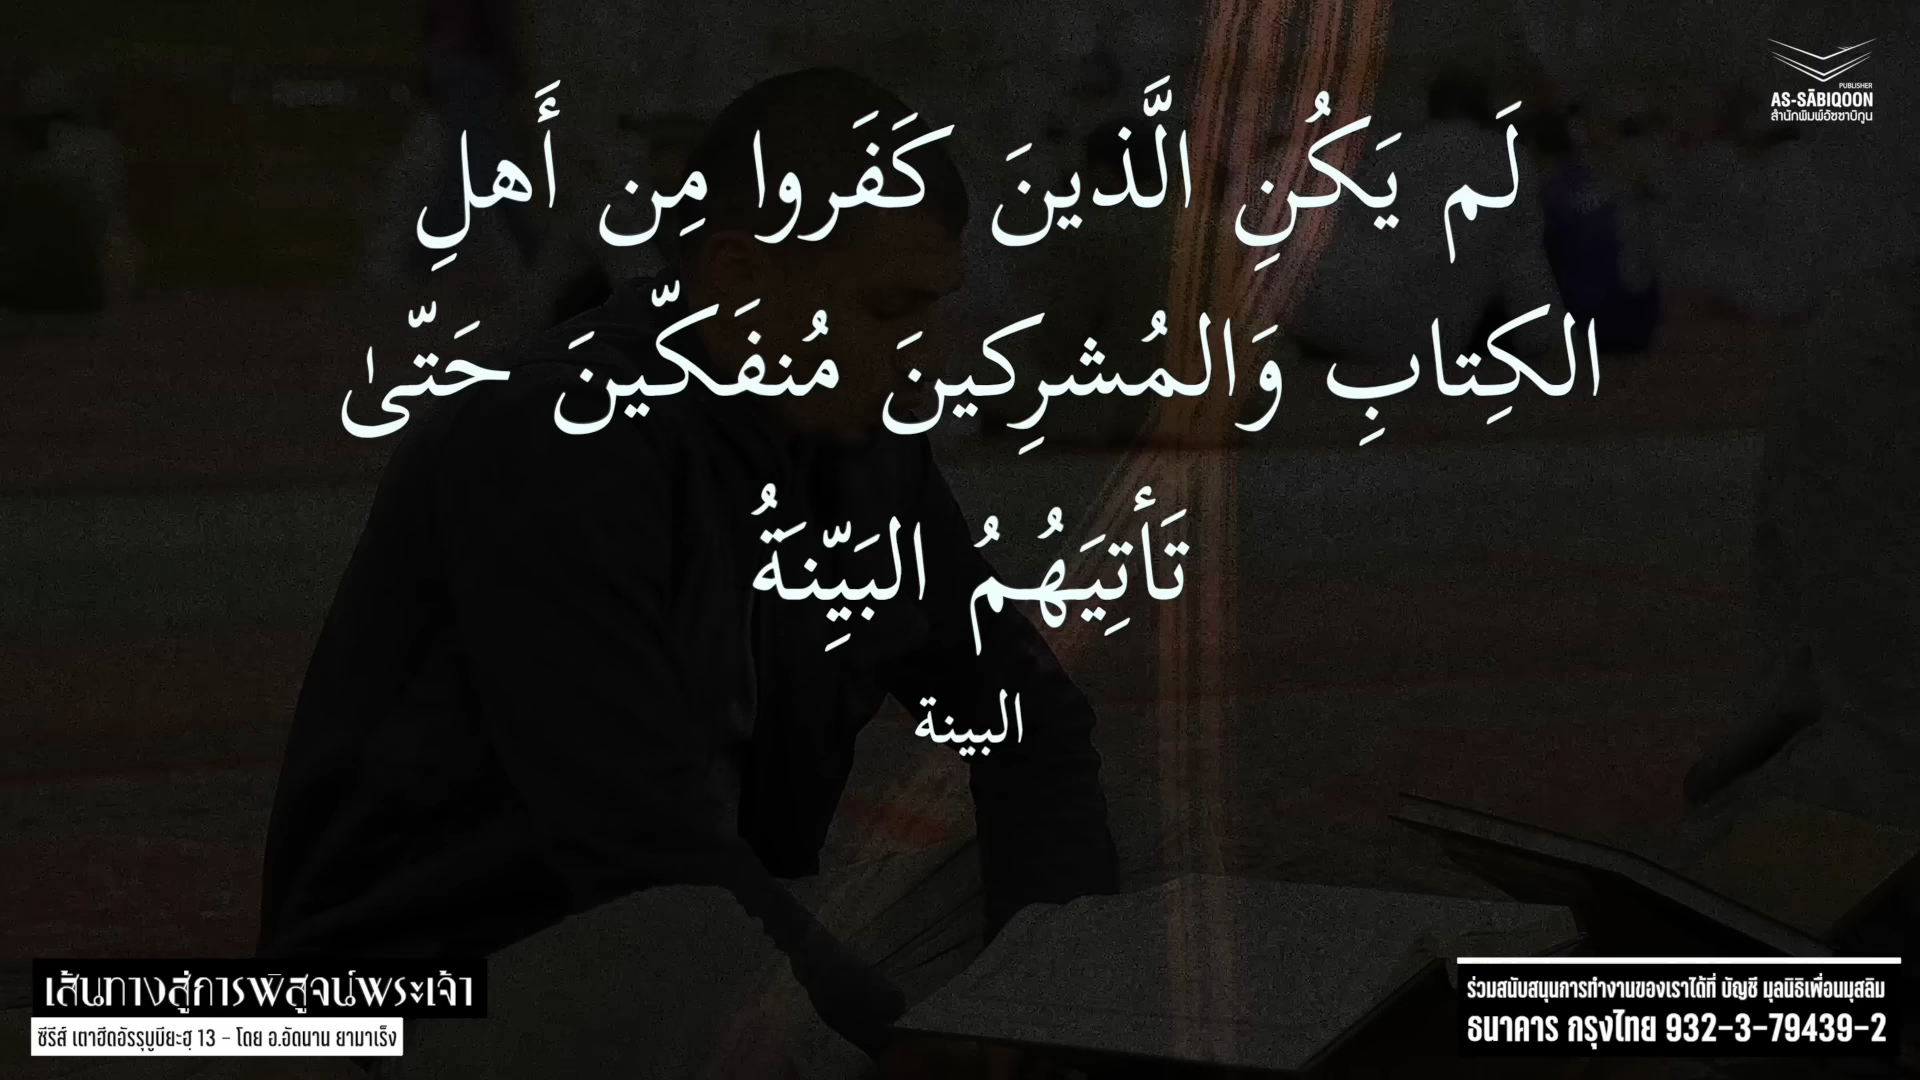 PUBLISHER
AS-SĀBIQOON
สำนักพิมพ์อัซซาบิกูน
لَم يَكُنِ الَّذينَ كَفَروا مِن أَهلِ
الكِتابِ وَالمُشرِكينَ مُنفَكّينَ حَتّىٰ
تَأتِيَهُمُ البَيِّنَةُ
البينة
เส้นทางสู่การพิสูจน์พระเจ้า
ซีรีส์ เตาฮีดอัรรุบูบียะฮฺ 13 - โดย อ.อัดนาน ยามาเร็ง
ร่วมสนับสนุนการทำงานของเราได้ที่ บัญชี มุลนิธิเพื่อนมุสลิม
ธนาคาร กรุงไทย 932-3-79439-2